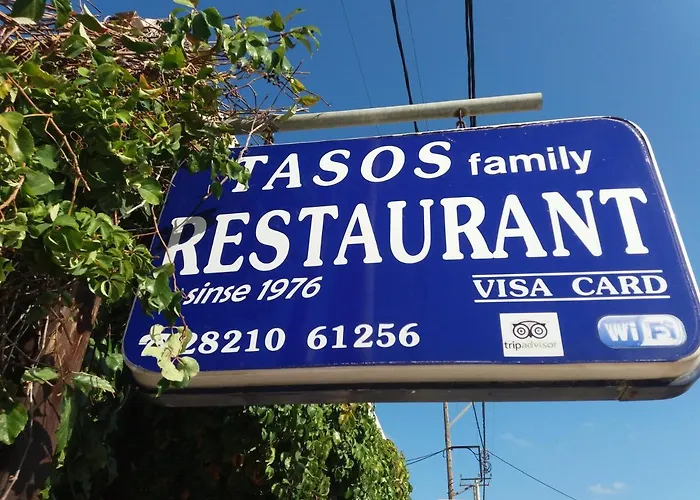 TASOS family
RESTAURANT
sinse 1976
VISA CARD
28210 61256
tripadvisor
WiFi